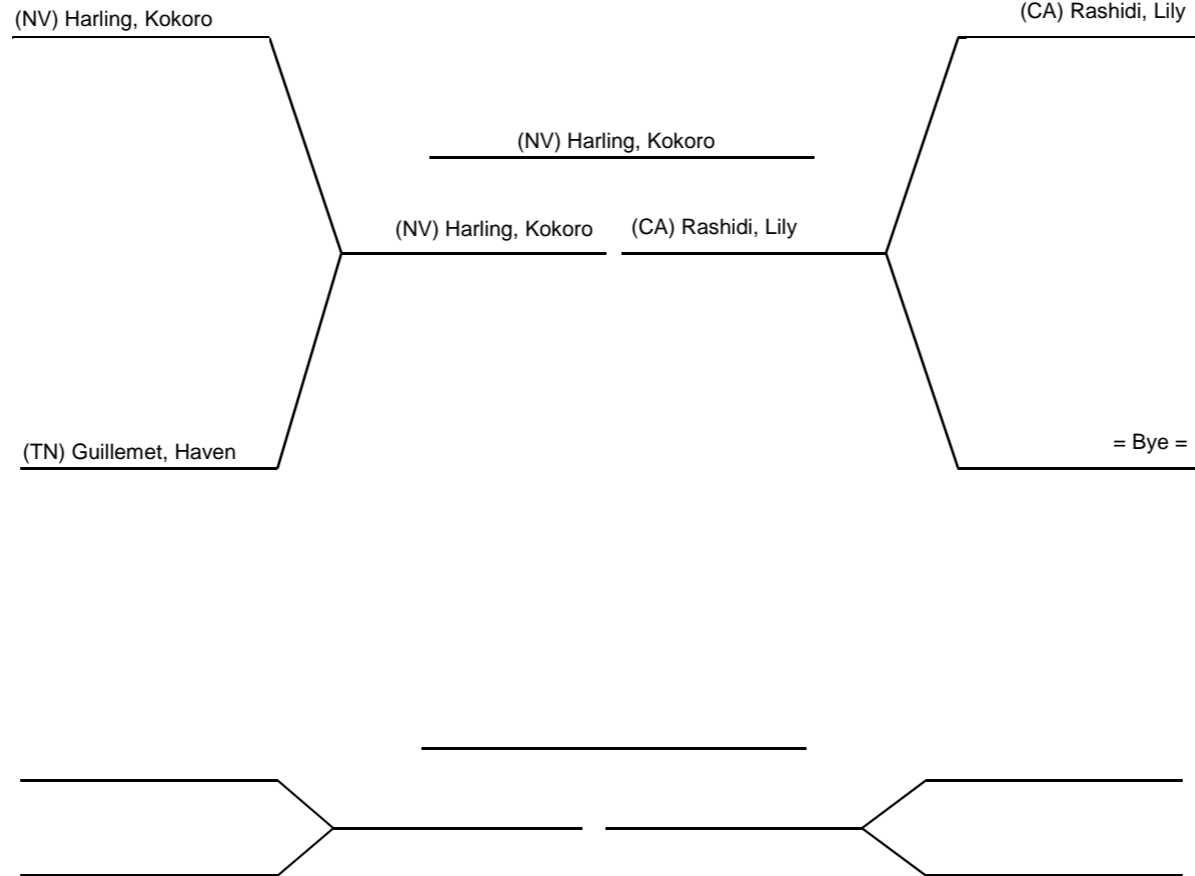 (NV) Harling, Kokoro
(CA) Rashidi, Lily
(NV) Harling, Kokoro
(NV) Harling, Kokoro
(CA) Rashidi, Lily
(TN) Guillemet, Haven
= Bye =